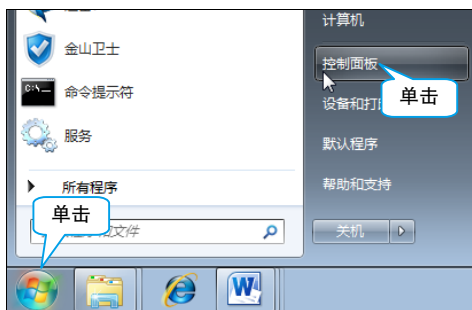 计算机
金山卫士
控制面板
单击
命令提示符
设备和打
服务
默认程序
所有程序
帮助和支持
单击
和文件
关机